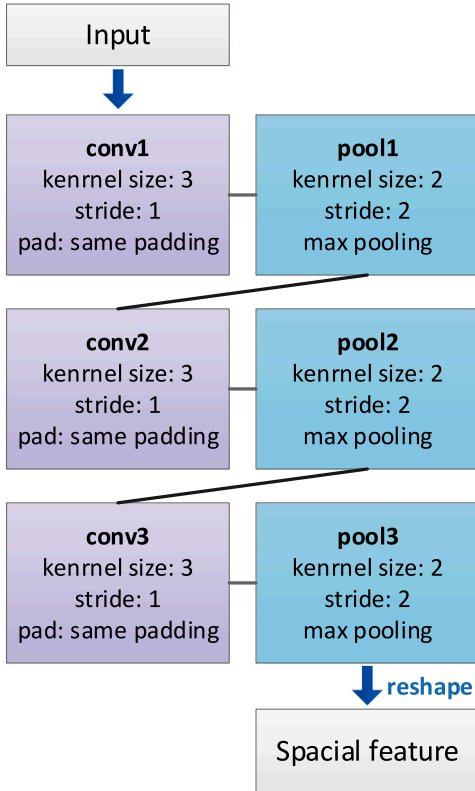 Input
conv1
kenrnel size: 3
stride: 1
pad: same padding
pool1
kenrnel size: 2
stride: 2
max pooling
conv2
kenrnel size: 3
stride: 1
pad: same padding
pool2
kenrnel size: 2
stride: 2
max pooling
conv3
kenrnel size: 3
stride: 1
pad: same padding
pool3
kenrnel size: 2
stride: 2
max pooling
reshape
Spacial feature